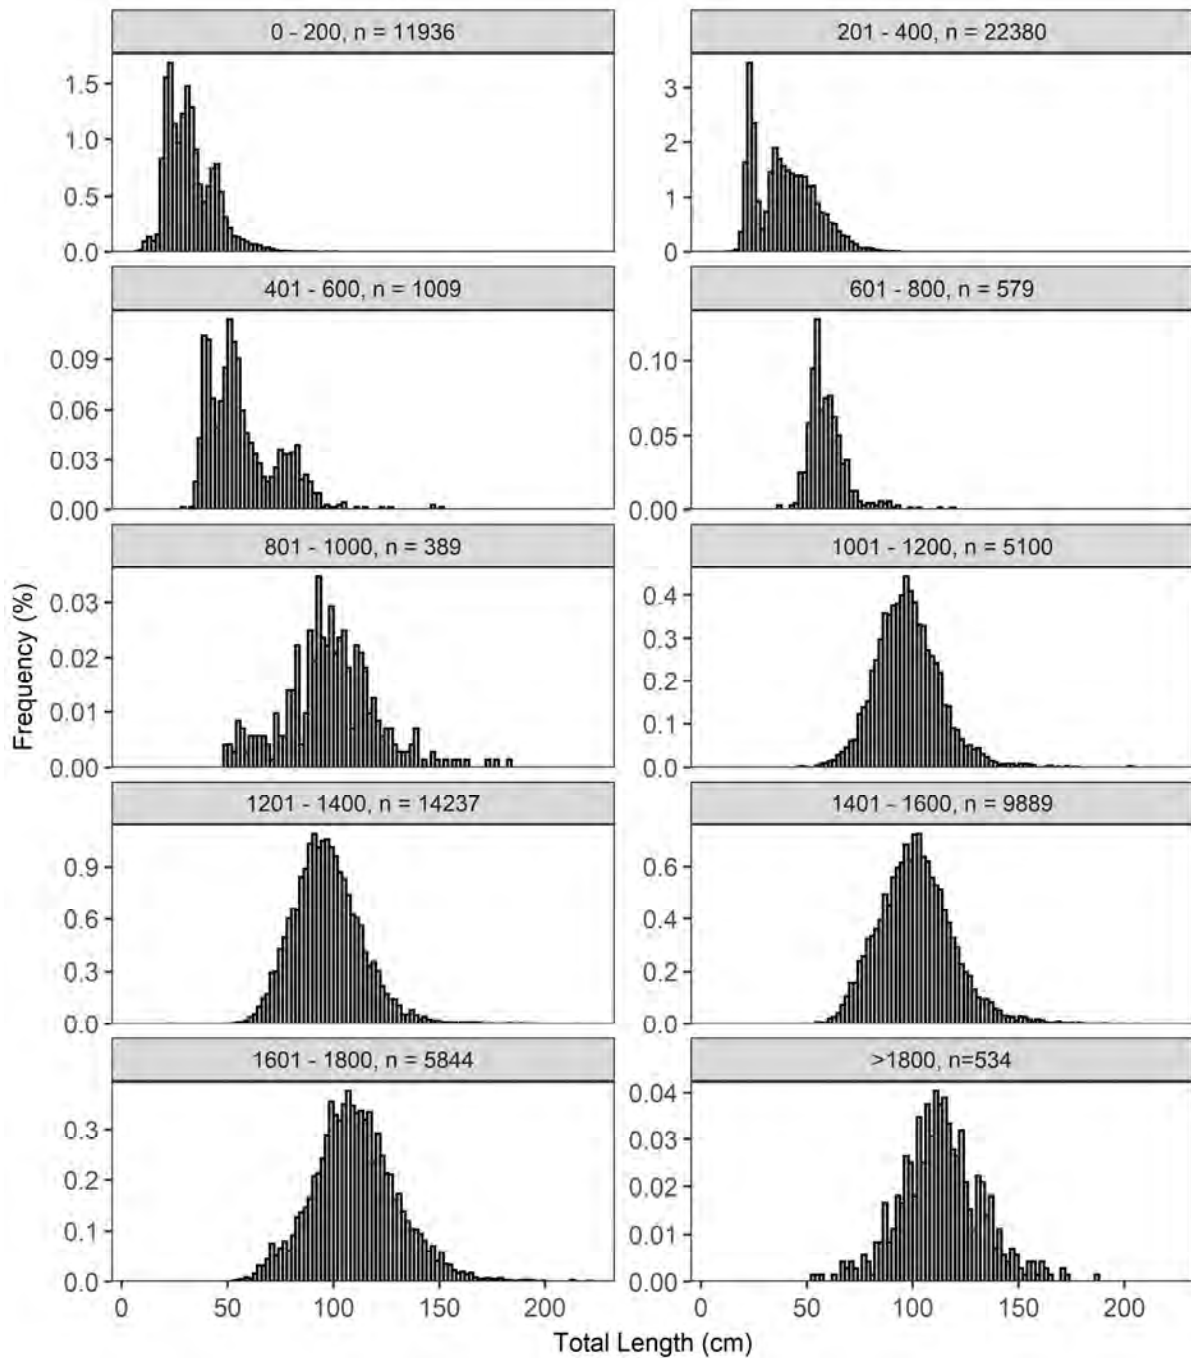 0 - 200, n = 11936
201 - 400, n = 22380
1.5
1.0
0.5
0.0
3
2
1
0
401 - 600, n = 1009
601 - 800, n = 579
0.09
0.06
0.03
0.00
0.10
0.05
0.00
801 - 1000, n = 389
1001 - 1200, n = 5100
0.03
0.02
0.01
0.00
0.4
0.3
0.2
0.1
0.0
Frequency (%)
1201 - 1400, n = 14237
1401 - 1600, n = 9889
0.9
0.6
0.3
0.0
0.6
0.4
0.2
0.0
1601 - 1800, n = 5844
>1800, n=534
0.3
0.2
0.1
0.0
0.04
0.03
0.02
0.01
0.00
0 50 100 150 200
0 50 100 150 200
Total Length (cm)